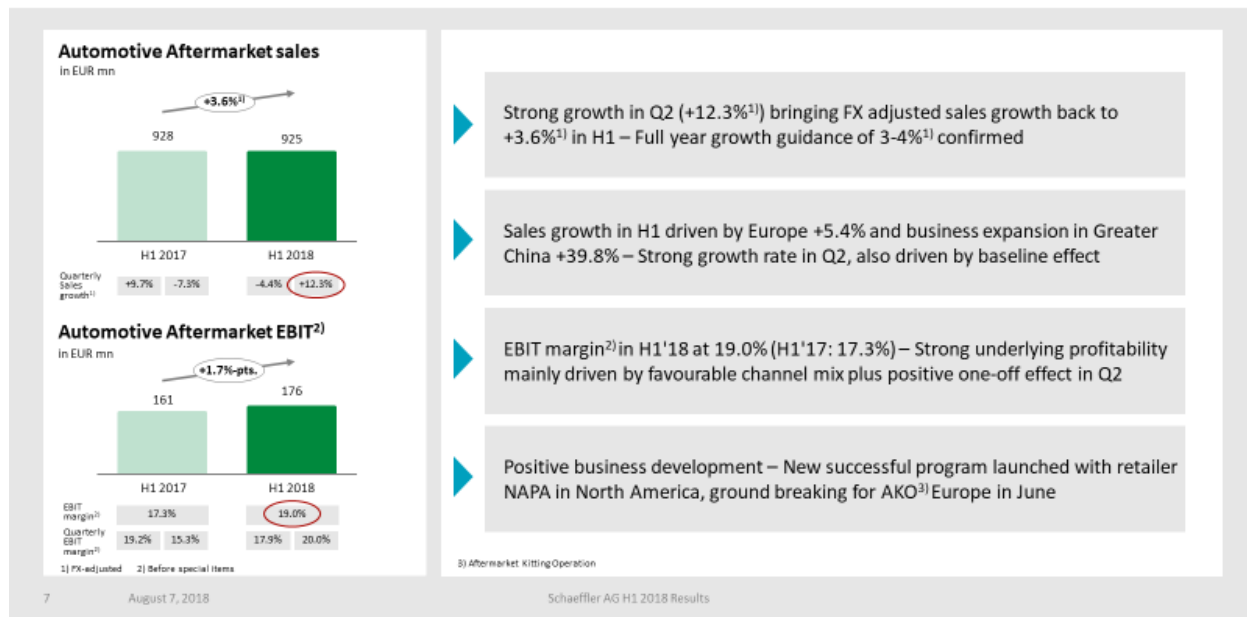 Automotive Aftermarket sales
in EUR mn
+3.6%1)
928
925
H1 2017
H1 2018
Quarterly
Sales
growth1)
+9.7%
-7.3%
-4.4%
+12.3%
Automotive Aftermarket EBIT2)
in EUR mn
+1.7%-pts.
161
176
H1 2017
H1 2018
EBIT
margin2)
17.3%
19.0%
Quarterly
EBIT
margin2)
19.2%
15.3%
17.9%
20.0%
1) FX-adjusted 2) Before special items
Strong growth in Q2 (+12.3%1)) bringing FX adjusted sales growth back to
+3.6%1) in H1 – Full year growth guidance of 3-4%1) confirmed
Sales growth in H1 driven by Europe +5.4% and business expansion in Greater
China +39.8% – Strong growth rate in Q2, also driven by baseline effect
EBIT margin2) in H1'18 at 19.0% (H1'17: 17.3%) – Strong underlying profitability
mainly driven by favourable channel mix plus positive one-off effect in Q2
Positive business development – New successful program launched with retailer
NAPA in North America, ground breaking for AKO3) Europe in June
3) Aftermarket Kitting Operation
7
August 7, 2018
Schaeffler AG H1 2018 Results